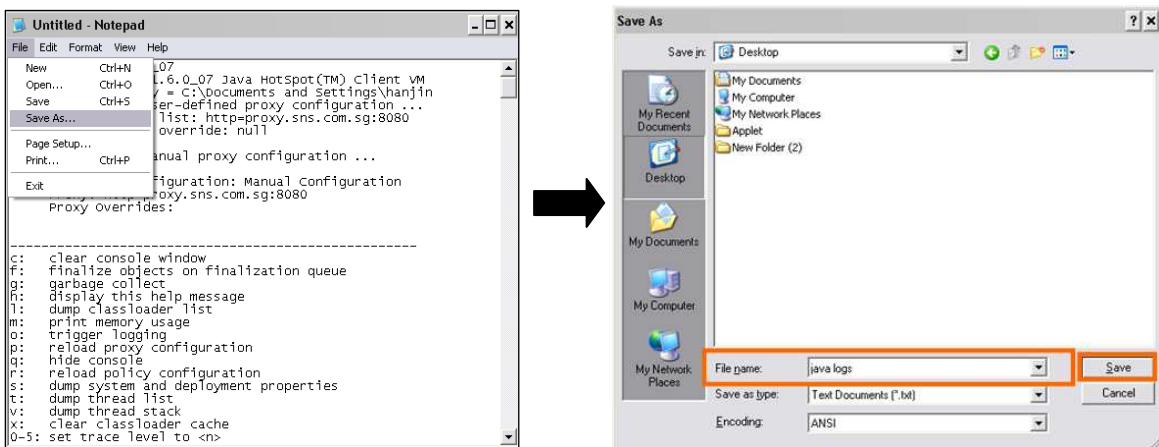 Untitled - Notepad
File Edit Format View Help
New Ctrl+N
Open... Ctrl+O
Save Ctrl+S
Save As...
Page Setup...
Print... Ctrl+P
Exit
_07
.6.0_07 Java HotSpot(TM) Client VM
= C:\Documents and Settings\hanjin
ser-defined proxy configuration ...
list: http=proxy.sns.com.sg:8080
override: null
anual proxy configuration ...
figuration: Manual Configuration
proxy.sns.com.sg:8080
Proxy Overrides:
----------------------------------------------------
c: clear console window
f: finalize objects on finalization queue
g: garbage collect
h: display this help message
l: dump classloader list
m: print memory usage
o: trigger logging
p: reload proxy configuration
q: hide console
r: reload policy configuration
s: dump system and deployment properties
t: dump thread list
v: dump thread stack
x: clear classloader cache
0-5: set trace level to <n>
Save As
Save in: Desktop
My Recent Documents
Desktop
My Documents
My Computer
My Network Places
My Documents
My Computer
My Network Places
Applet
New Folder (2)
File name: java logs
Save
Save as type: Text Documents (*.txt)
Cancel
Encoding: ANSI